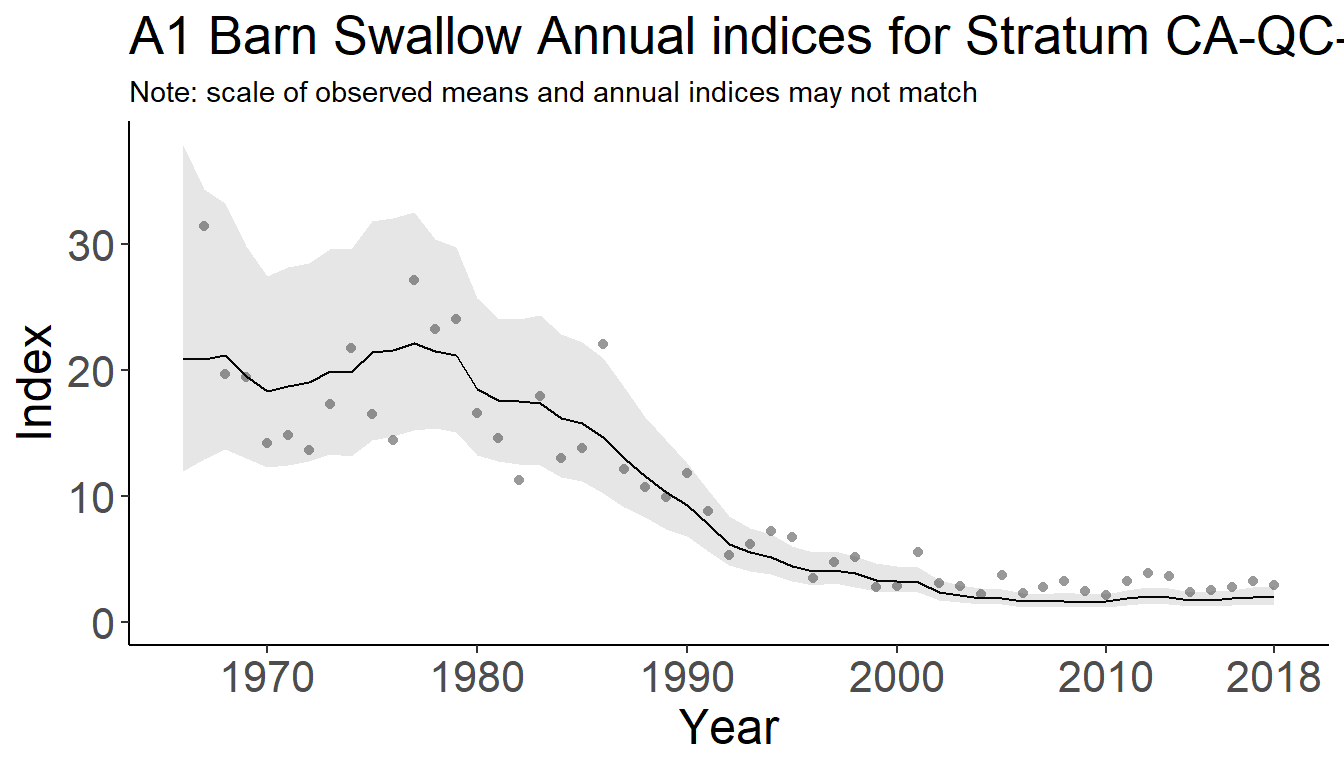 A1 Barn Swallow Annual indices for Stratum CA-QC-
Note: scale of observed means and annual indices may not match
30
20
10
0
Index
1970 1980 1990 2000 2010 2018
Year